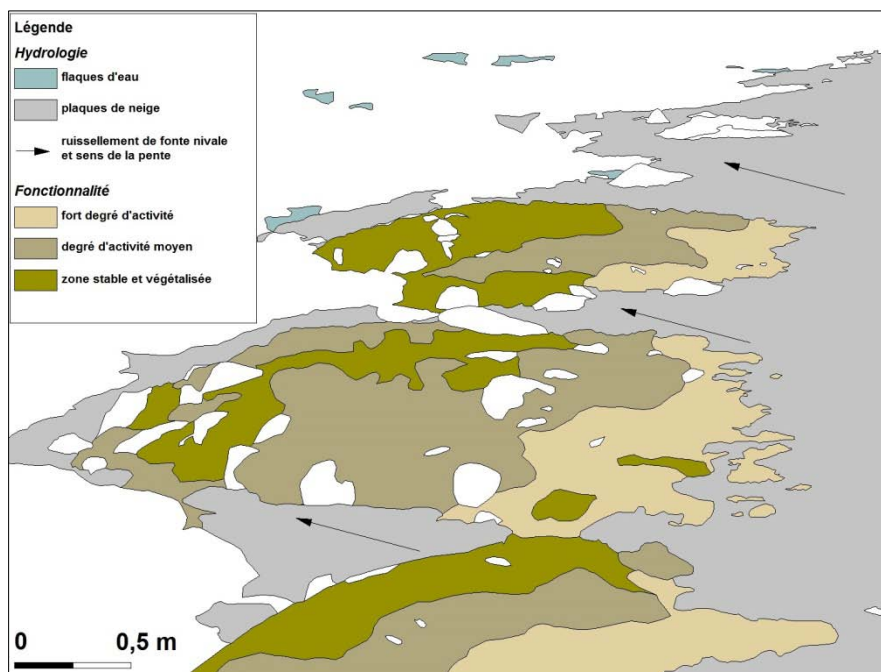 Légende
Hydrologie
flaques d'eau
plaques de neige
ruissellement de fonte nivale
et sens de la pente
Fonctionnalité
fort degré d'activité
degré d'activité moyen
zone stable et végétalisée
0 0,5 m